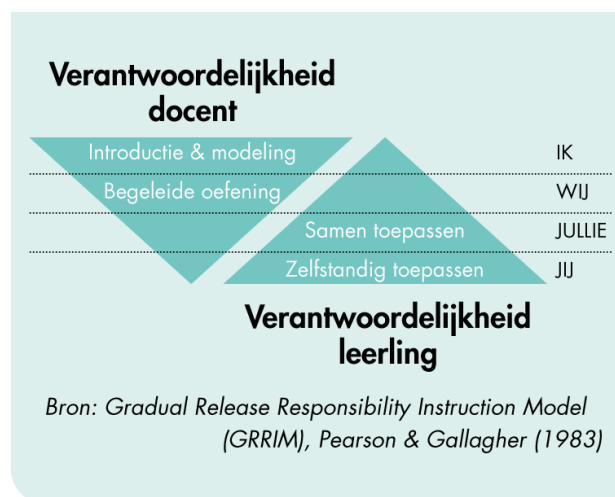 Verantwoordelijkheid
docent
Introductie & modeling
IK
Begeleide oefening
WIJ
Samen toepassen
JULLIE
Zelfstandig toepassen
JIJ
Verantwoordelijkheid
leerling
Bron: Gradual Release Responsibility Instruction Model
(GRRIM), Pearson & Gallagher (1983)